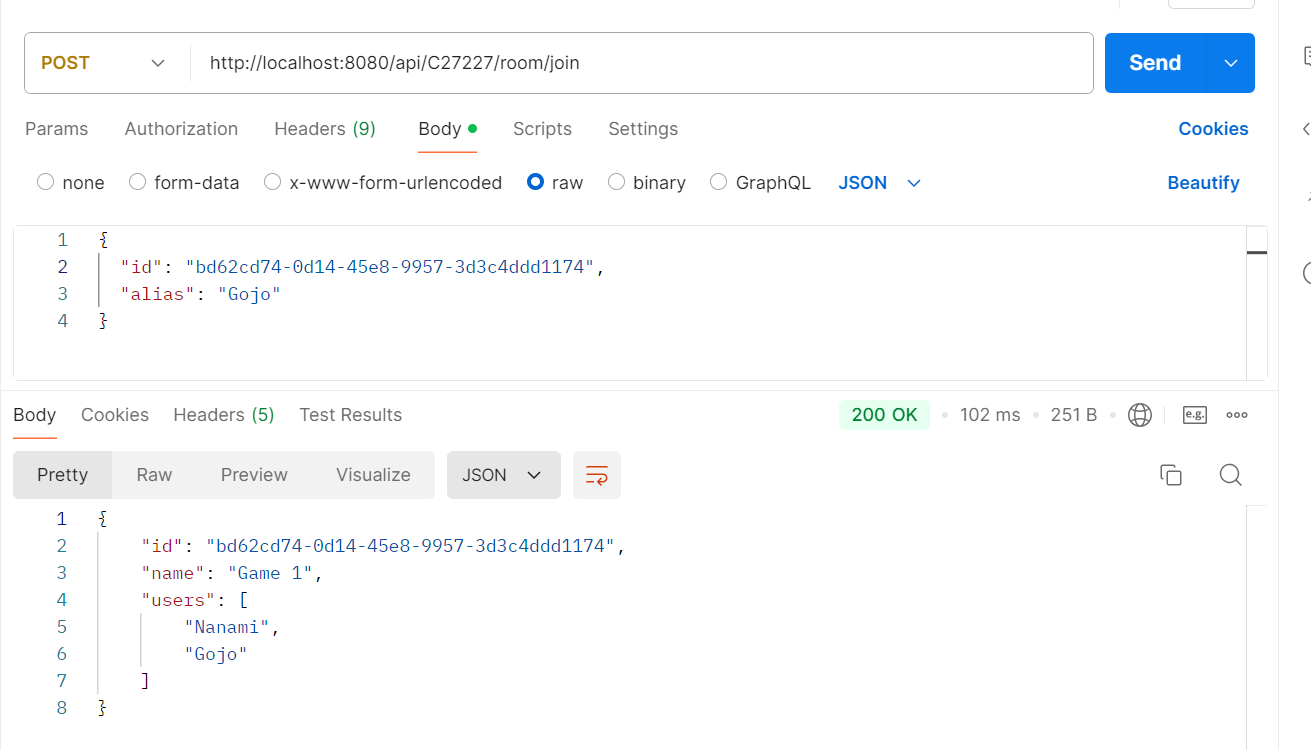 POST http://localhost:8080/api/C27227/room/join Send
Params Authorization Headers (9) Body Scripts Settings Cookies
none form-data x-www-form-urlencoded raw binary GraphQL JSON Beautify
1 {
2 "id": "bd62cd74-0d14-45e8-9957-3d3c4ddd1174",
3 "alias": "Gojo"
4 }
Body Cookies Headers (5) Test Results 200 OK 102 ms 251 B e.g.
Pretty Raw Preview Visualize JSON
1 {
2 "id": "bd62cd74-0d14-45e8-9957-3d3c4ddd1174",
3 "name": "Game 1",
4 "users": [
5 "Nanami",
6 "Gojo"
7 ]
8 }